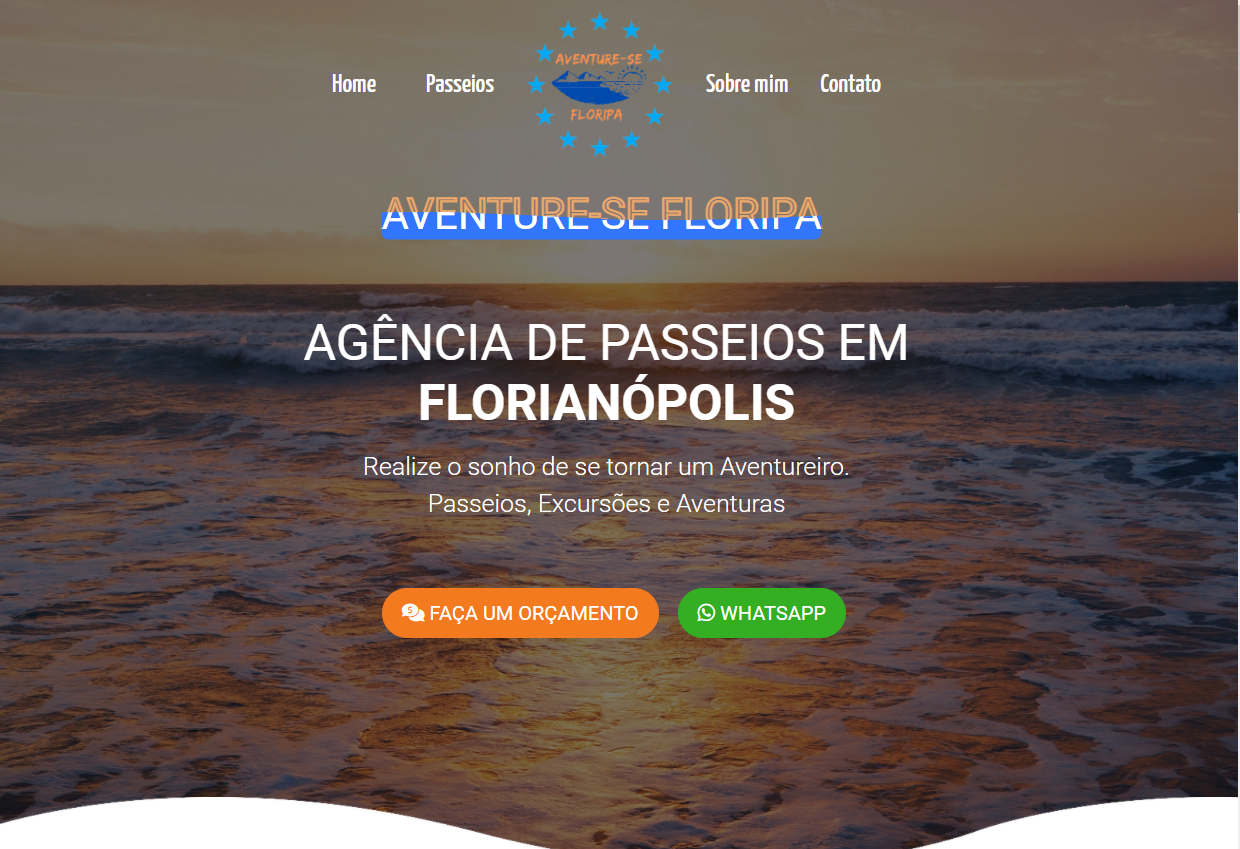 Home
Passeios
AVENTURE-SE
FLORIPA
Sobre mim
Contato
AVENTURE-SE FLORIPA
AGÊNCIA DE PASSEIOS EM
FLORIANÓPOLIS
Realize o sonho de se tornar um Aventureiro.
Passeios, Excursões e Aventuras
$ FAÇA UM ORÇAMENTO
WHATSAPP